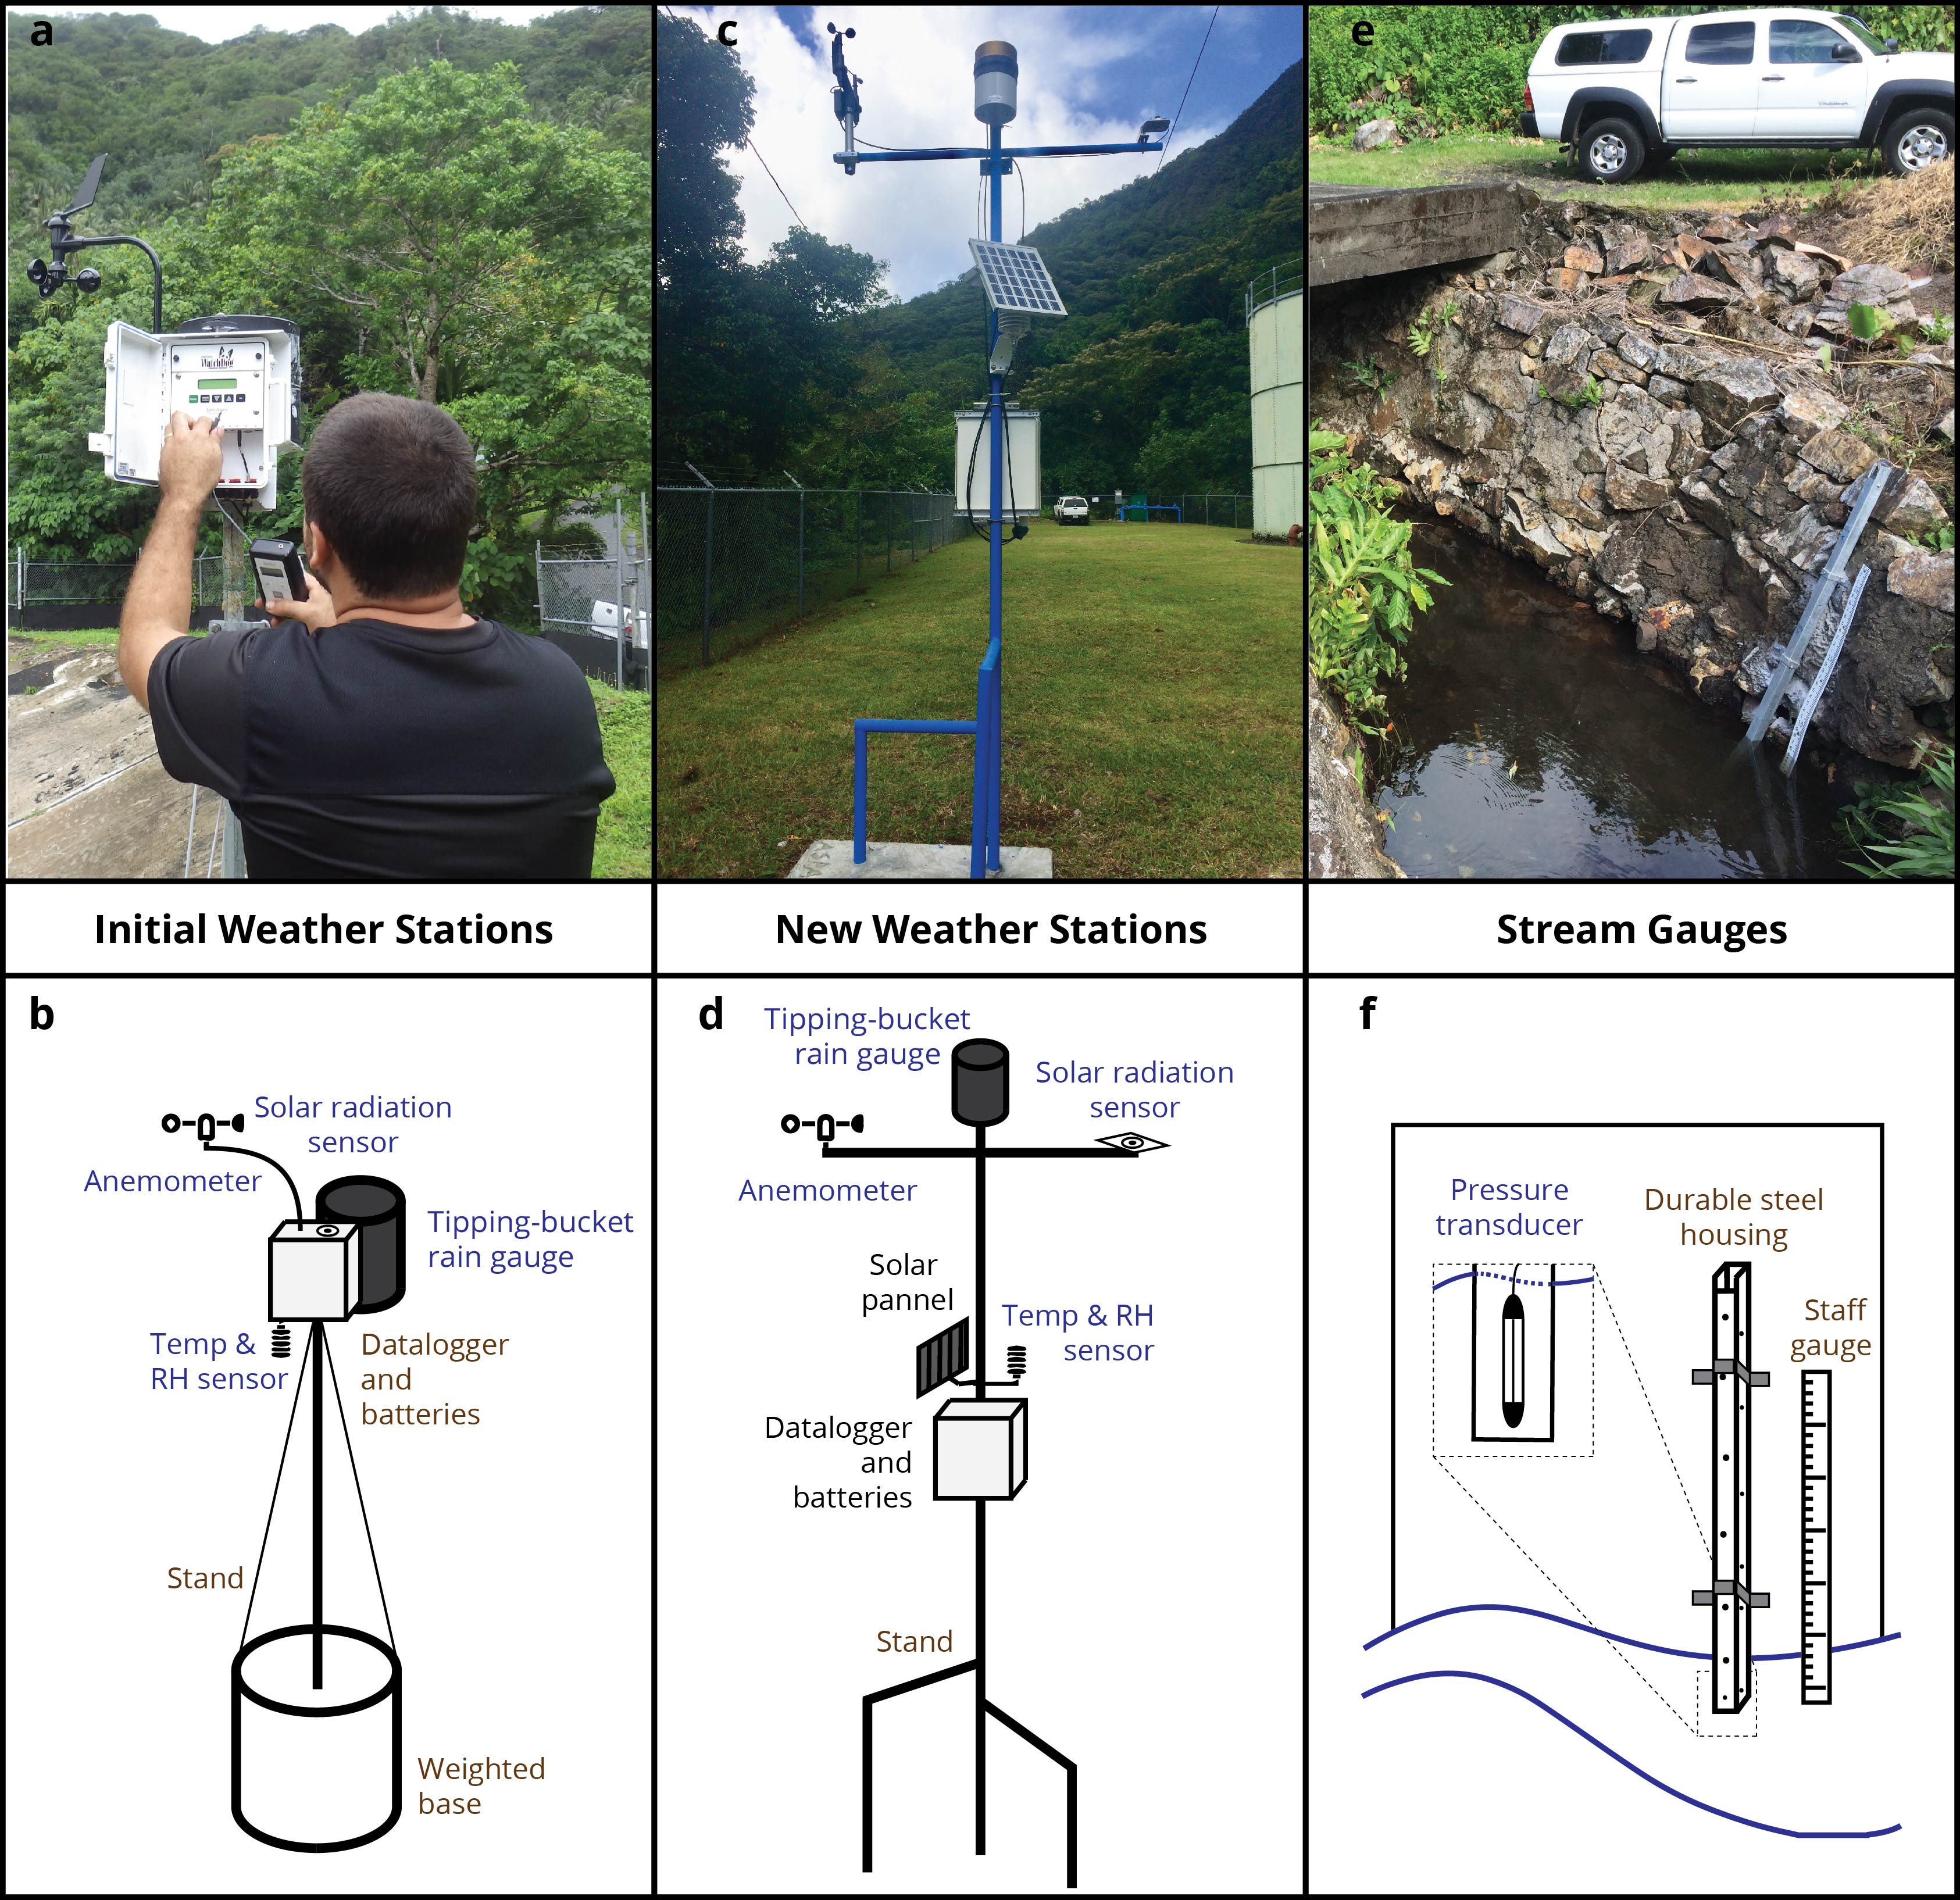 a
c
e
WatchDog
Initial Weather Stations
New Weather Stations
Stream Gauges
b
Solar radiation
sensor
Anemometer
Tipping-bucket
rain gauge
Temp &
RH sensor
Datalogger
and
batteries
Stand
Weighted
base
d
Tipping-bucket
rain gauge
Solar radiation
sensor
Anemometer
Solar
pannel
Temp & RH
sensor
Datalogger
and
batteries
Stand
f
Pressure
transducer
Durable steel
housing
Staff
gauge